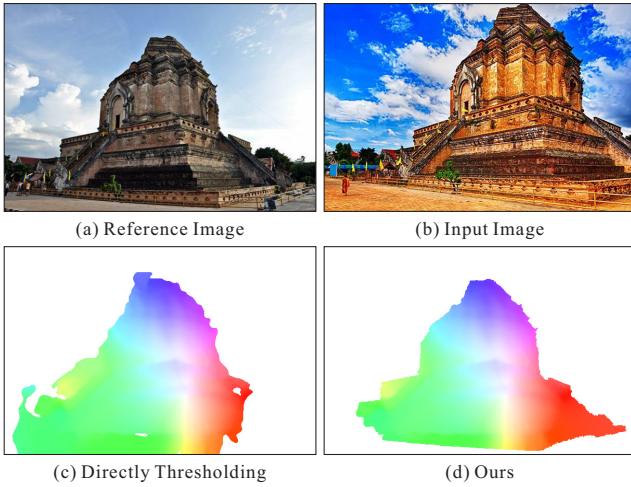 (a) Reference Image
(b) Input Image
(c) Directly Thresholding
(d) Ours